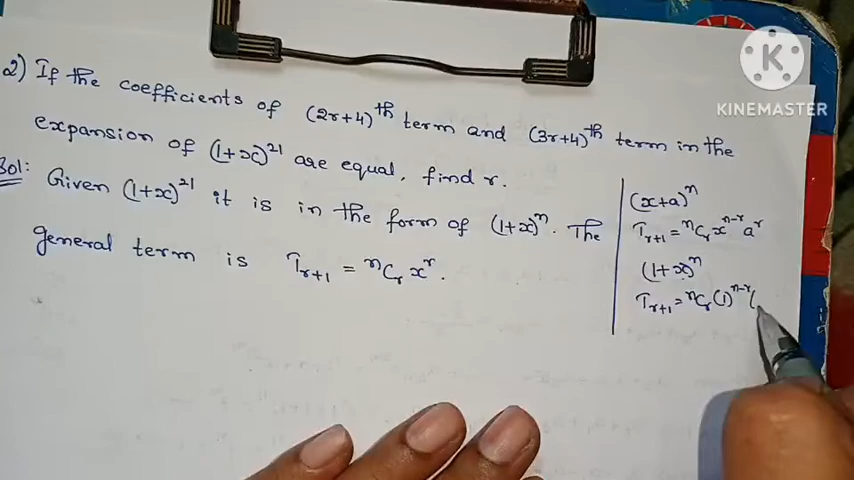 2) If the coefficients of (2r+4)ᵗʰ term and (3r+4)ᵗʰ term in the
expansion of (1+x)²¹ are equal, find r.
Sol: Given (1+x)²¹ it is in the form of (1+x)ⁿ. The
general term is Tᵣ₊₁ = ⁿCᵣ xʳ.
(x+a)ⁿ
Tᵣ₊₁ = ⁿCᵣ xⁿ⁻ʳ aʳ
(1+x)ⁿ
Tᵣ₊₁ = ⁿCᵣ (1)ⁿ⁻ʳ (
K
KINEMASTER